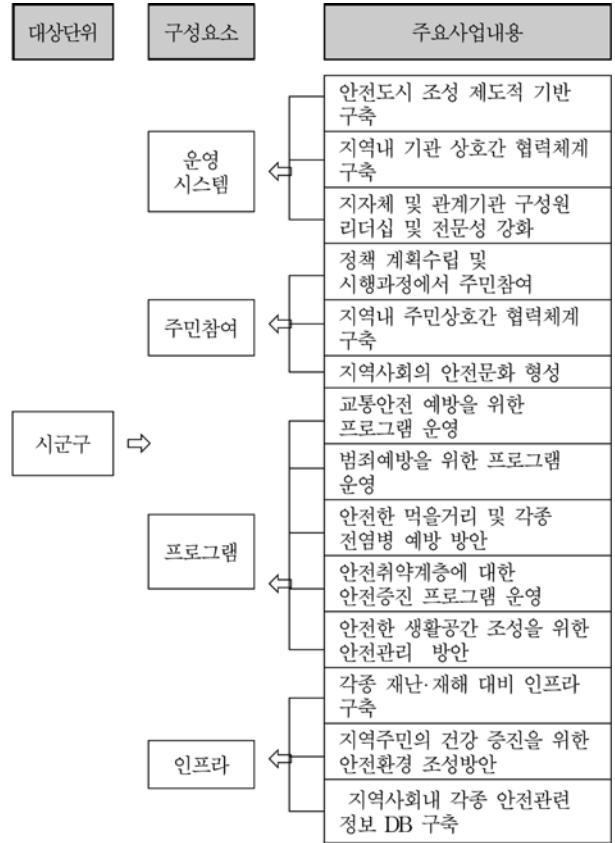 대상단위
구성요소
주요사업내용
안전도시 조성 제도적 기반
구축
운영
시스템
지역내 기관 상호간 협력체계
구축
지자체 및 관계기관 구성원
리더십 및 전문성 강화
정책 계획수립 및
시행과정에서 주민참여
주민참여
지역내 주민상호간 협력체계
구축
지역사회의 안전문화 형성
시군구
교통안전 예방을 위한
프로그램 운영
범죄예방을 위한 프로그램
운영
프로그램
안전한 먹을거리 및 각종
전염병 예방 방안
안전취약계층에 대한
안전증진 프로그램 운영
안전한 생활공간 조성을 위한
안전관리 방안
각종 재난·재해 대비 인프라
구축
인프라
지역주민의 건강 증진을 위한
안전환경 조성방안
지역사회내 각종 안전관련
정보 DB 구축